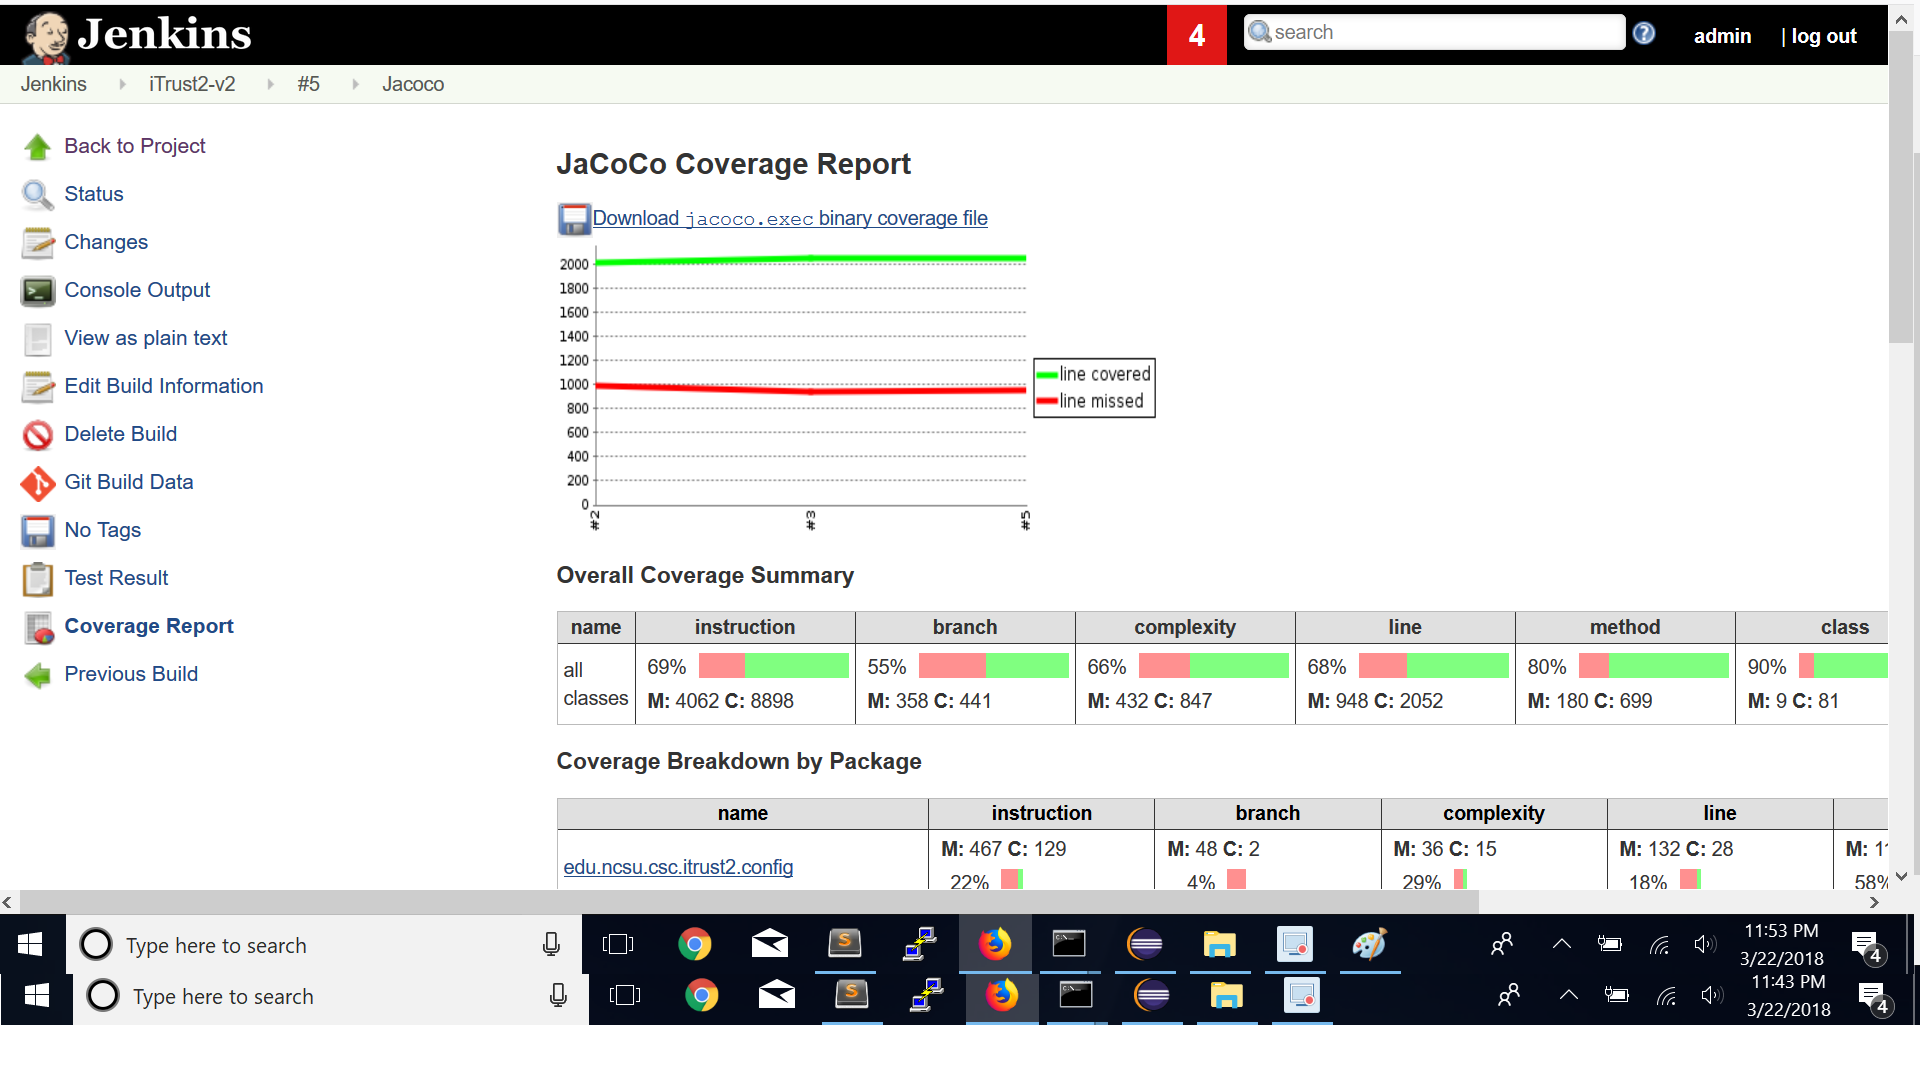 Jenkins
4
search
admin
| log out
Jenkins
iTrust2-v2
#5
Jacoco
Back to Project
Status
Changes
Console Output
View as plain text
Edit Build Information
Delete Build
Git Build Data
No Tags
Test Result
Coverage Report
Previous Build
JaCoCo Coverage Report
Download jacoco.exec binary coverage file
2000
1800
1600
1400
1200
1000
800
600
400
200
0
#2
#3
#5
line covered
line missed
Overall Coverage Summary
name instruction branch complexity line method class
all classes
69% 55% 66% 68% 80% 90%
M: 4062 C: 8898 M: 358 C: 441 M: 432 C: 847 M: 948 C: 2052 M: 180 C: 699 M: 9 C: 81
Coverage Breakdown by Package
name instruction branch complexity line
edu.ncsu.csc.itrust2.config
M: 467 C: 129 M: 48 C: 2 M: 36 C: 15 M: 132 C: 28
22% 4% 29% 18% 58%
Type here to search
11:53 PM
3/22/2018
4
Type here to search
11:43 PM
3/22/2018
4